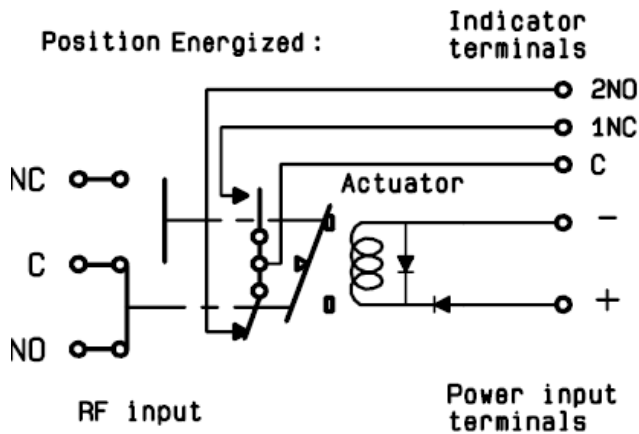 Position Energized :
Indicator
terminals
2NO
1NC
C
NC
Actuator
-
C
+
NO
RF input
Power input
terminals